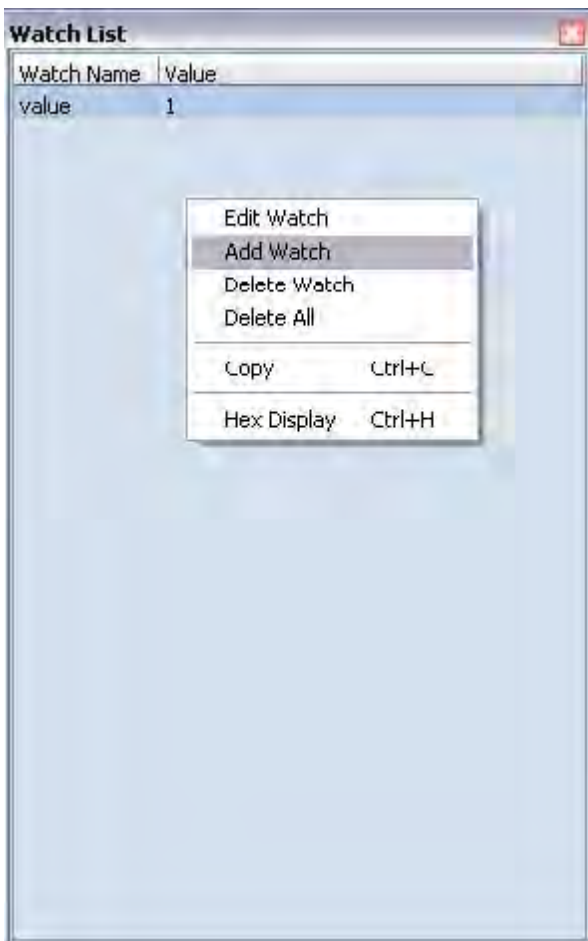 Watch List
Watch Name Value
value 1
Edit Watch
Add Watch
Delete Watch
Delete All
Copy Ctrl+C
Hex Display Ctrl+H